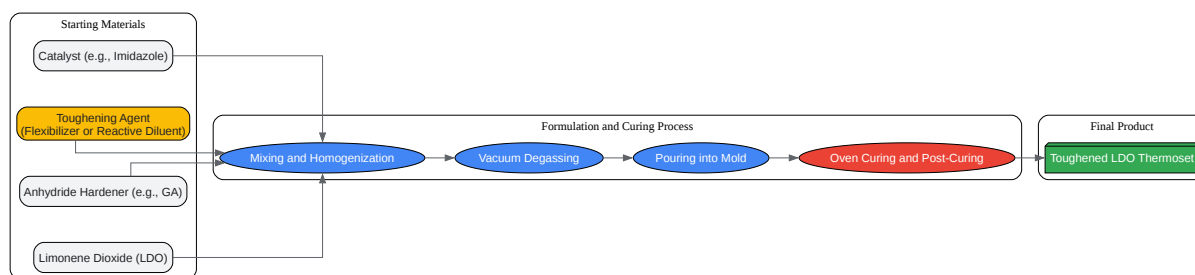 Starting Materials
Catalyst (e.g., Imidazole)
Toughening Agent
(Flexibilizer or Reactive Diluent)
Anhydride Hardener (e.g., GA)
Limonene Dioxide (LDO)
Formulation and Curing Process
Mixing and Homogenization
Vacuum Degassing
Pouring into Mold
Oven Curing and Post-Curing
Final Product
Toughened LDO Thermoset